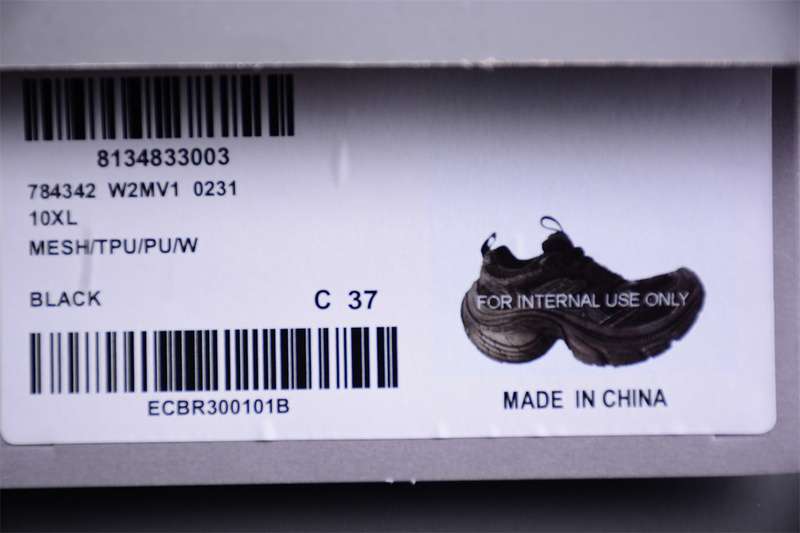 8134833003
784342 W2MV1 0231
10XL
MESH/TPU/PU/W
BLACK
C 37
ECBR300101B
FOR INTERNAL USE ONLY
MADE IN CHINA